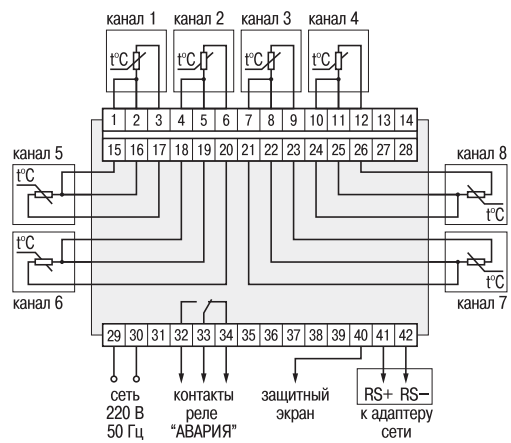 канал 1 канал 2 канал 3 канал 4
t°C t°C t°C t°C
1 2 3 4 5 6 7 8 9 10 11 12 13 14
15 16 17 18 19 20 21 22 23 24 25 26 27 28
канал 5 канал 8
t°C t°C
t°C t°C
канал 6 канал 7
29 30 31 32 33 34 35 36 37 38 39 40 41 42
RS+ RS−
сеть контакты защитный к адаптеру
220 В реле экран сети
50 Гц "АВАРИЯ"